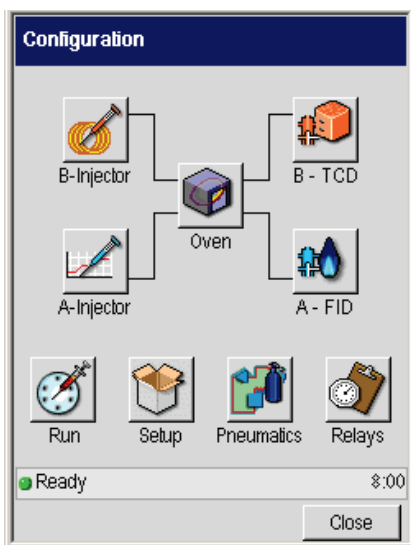 Configuration
B-Injector
B - TCD
Oven
A-Injector
A - FID
Run
Setup
Pneumatics
Relays
Ready
8:00
Close